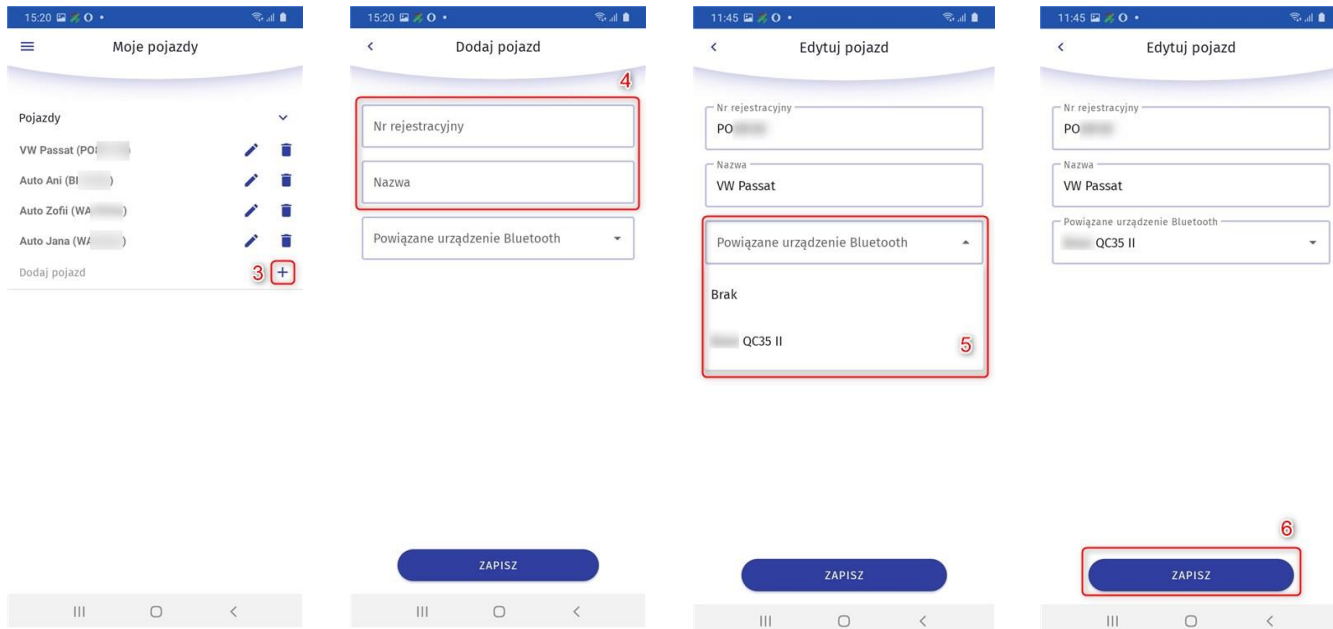 15:20
Moje pojazdy
Pojazdy
VW Passat (PO
Auto Ani (BI )
Auto Zofii (WA )
Auto Jana (WA )
Dodaj pojazd 3 +
15:20
Dodaj pojazd
4
Nr rejestracyjny
Nazwa
Powiązane urządzenie Bluetooth
ZAPISZ
11:45
Edytuj pojazd
Nr rejestracyjny
PO
Nazwa
VW Passat
Powiązane urządzenie Bluetooth
Brak
QC35 II
5
ZAPISZ
11:45
Edytuj pojazd
Nr rejestracyjny
PO
Nazwa
VW Passat
Powiązane urządzenie Bluetooth
QC35 II
6
ZAPISZ